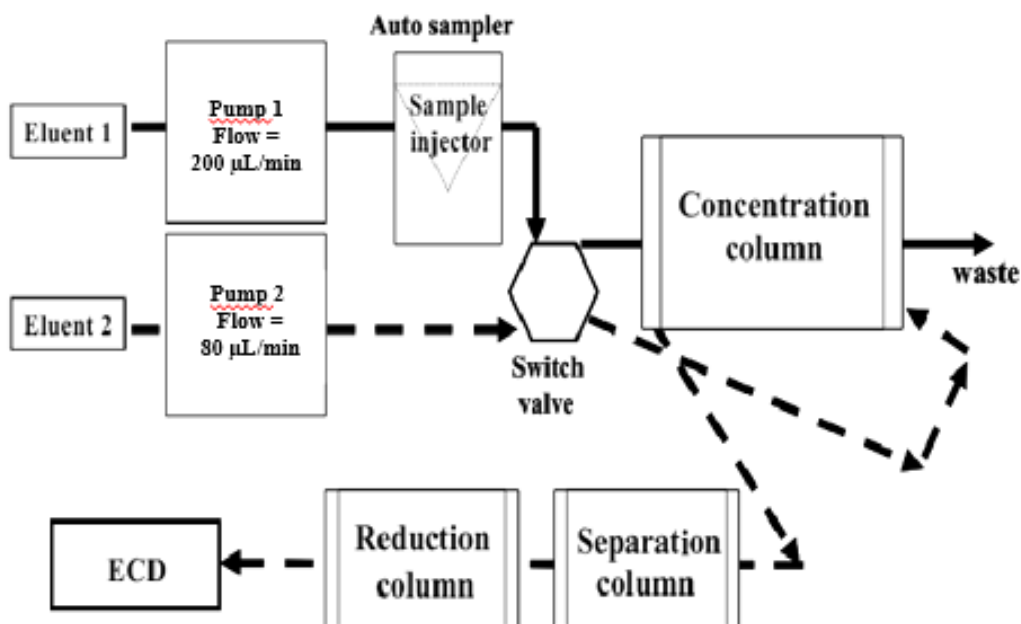 Auto sampler
Eluent 1
Pump 1
Flow =
200 µL/min
Sample
injector
Concentration
column
waste
Eluent 2
Pump 2
Flow =
80 µL/min
Switch
valve
ECD
Reduction
column
Separation
column